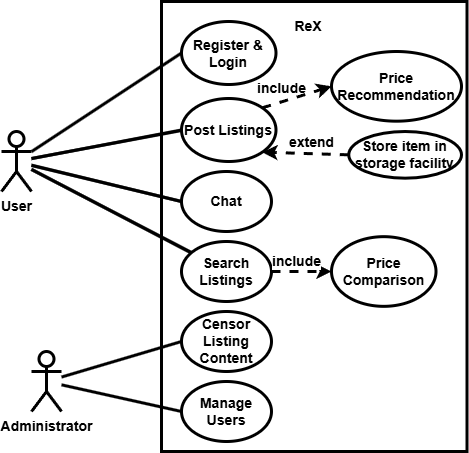 ReX
Register &
Login
include
Price
Recommendation
Post Listings
extend
Store item in
storage facility
User
Chat
Search
Listings
include
Price
Comparison
Censor
Listing
Content
Administrator
Manage
Users